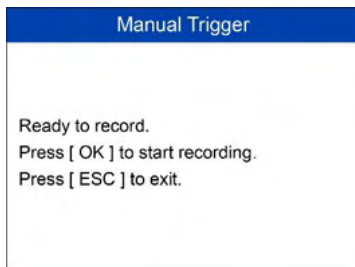 Manual Trigger
Ready to record.
Press [ OK ] to start recording.
Press [ ESC ] to exit.